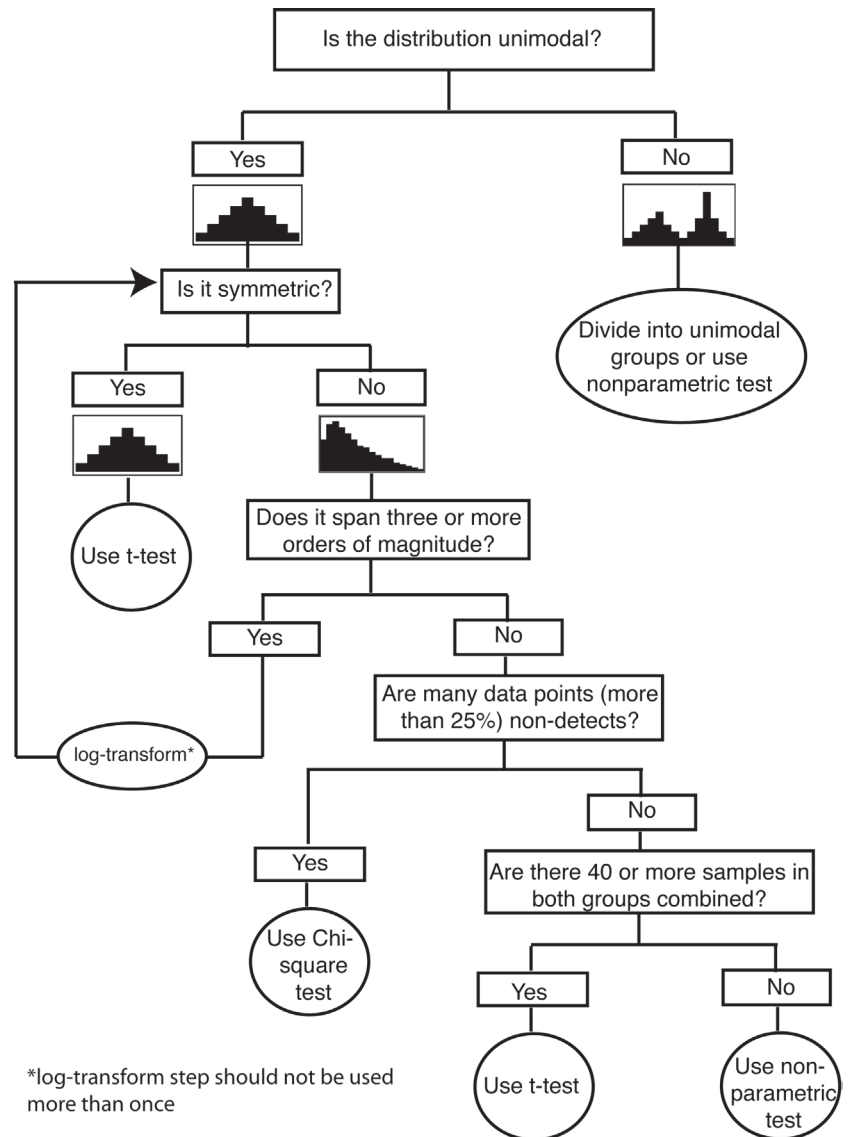 Is the distribution unimodal?
Yes
No
Is it symmetric?
Divide into unimodal
groups or use
nonparametric test
Yes
No
Use t-test
Does it span three or more
orders of magnitude?
Yes
No
log-transform*
Are many data points (more
than 25%) non-detects?
Yes
No
Use Chi-
square
test
Are there 40 or more samples in
both groups combined?
Yes
No
Use t-test
Use non-
parametric
test
*log-transform step should not be used
more than once